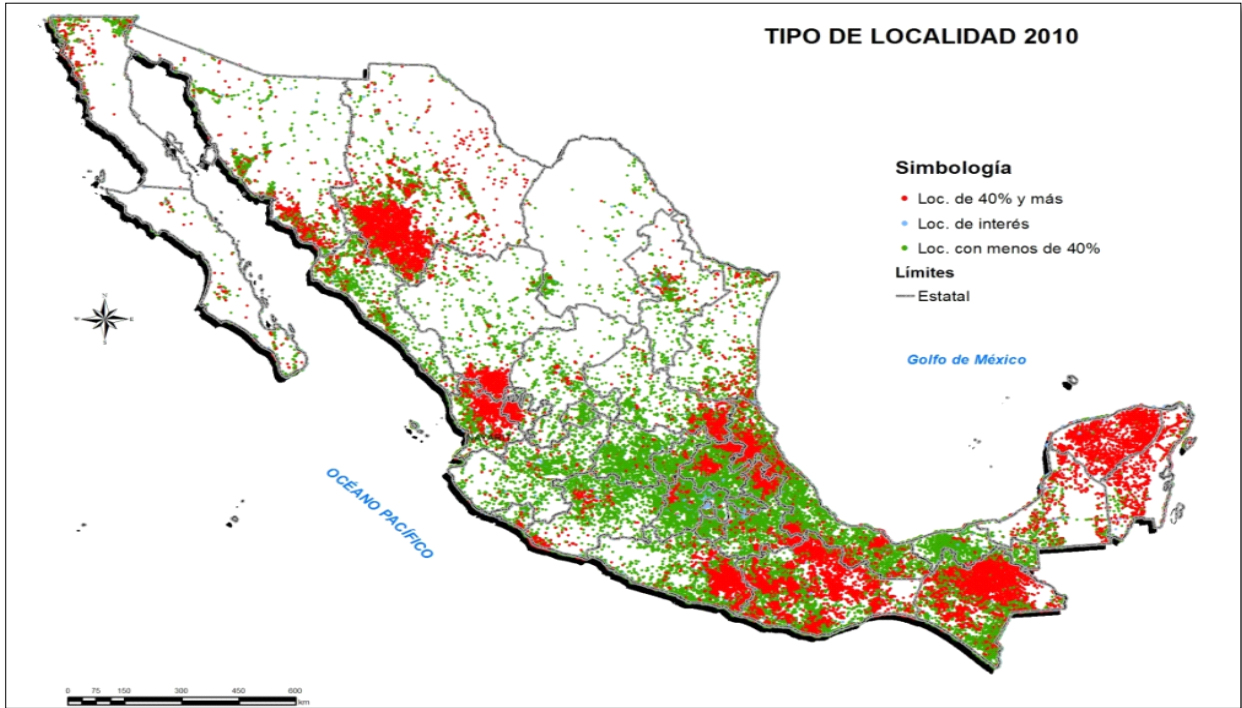 TIPO DE LOCALIDAD 2010
Simbología
Loc. de 40% y más
Loc. de interés
Loc. con menos de 40%
Límites
Estatal
Golfo de México
OCÉANO PACÍFICO
N
W E
S
0 75 150 300 450 600
km